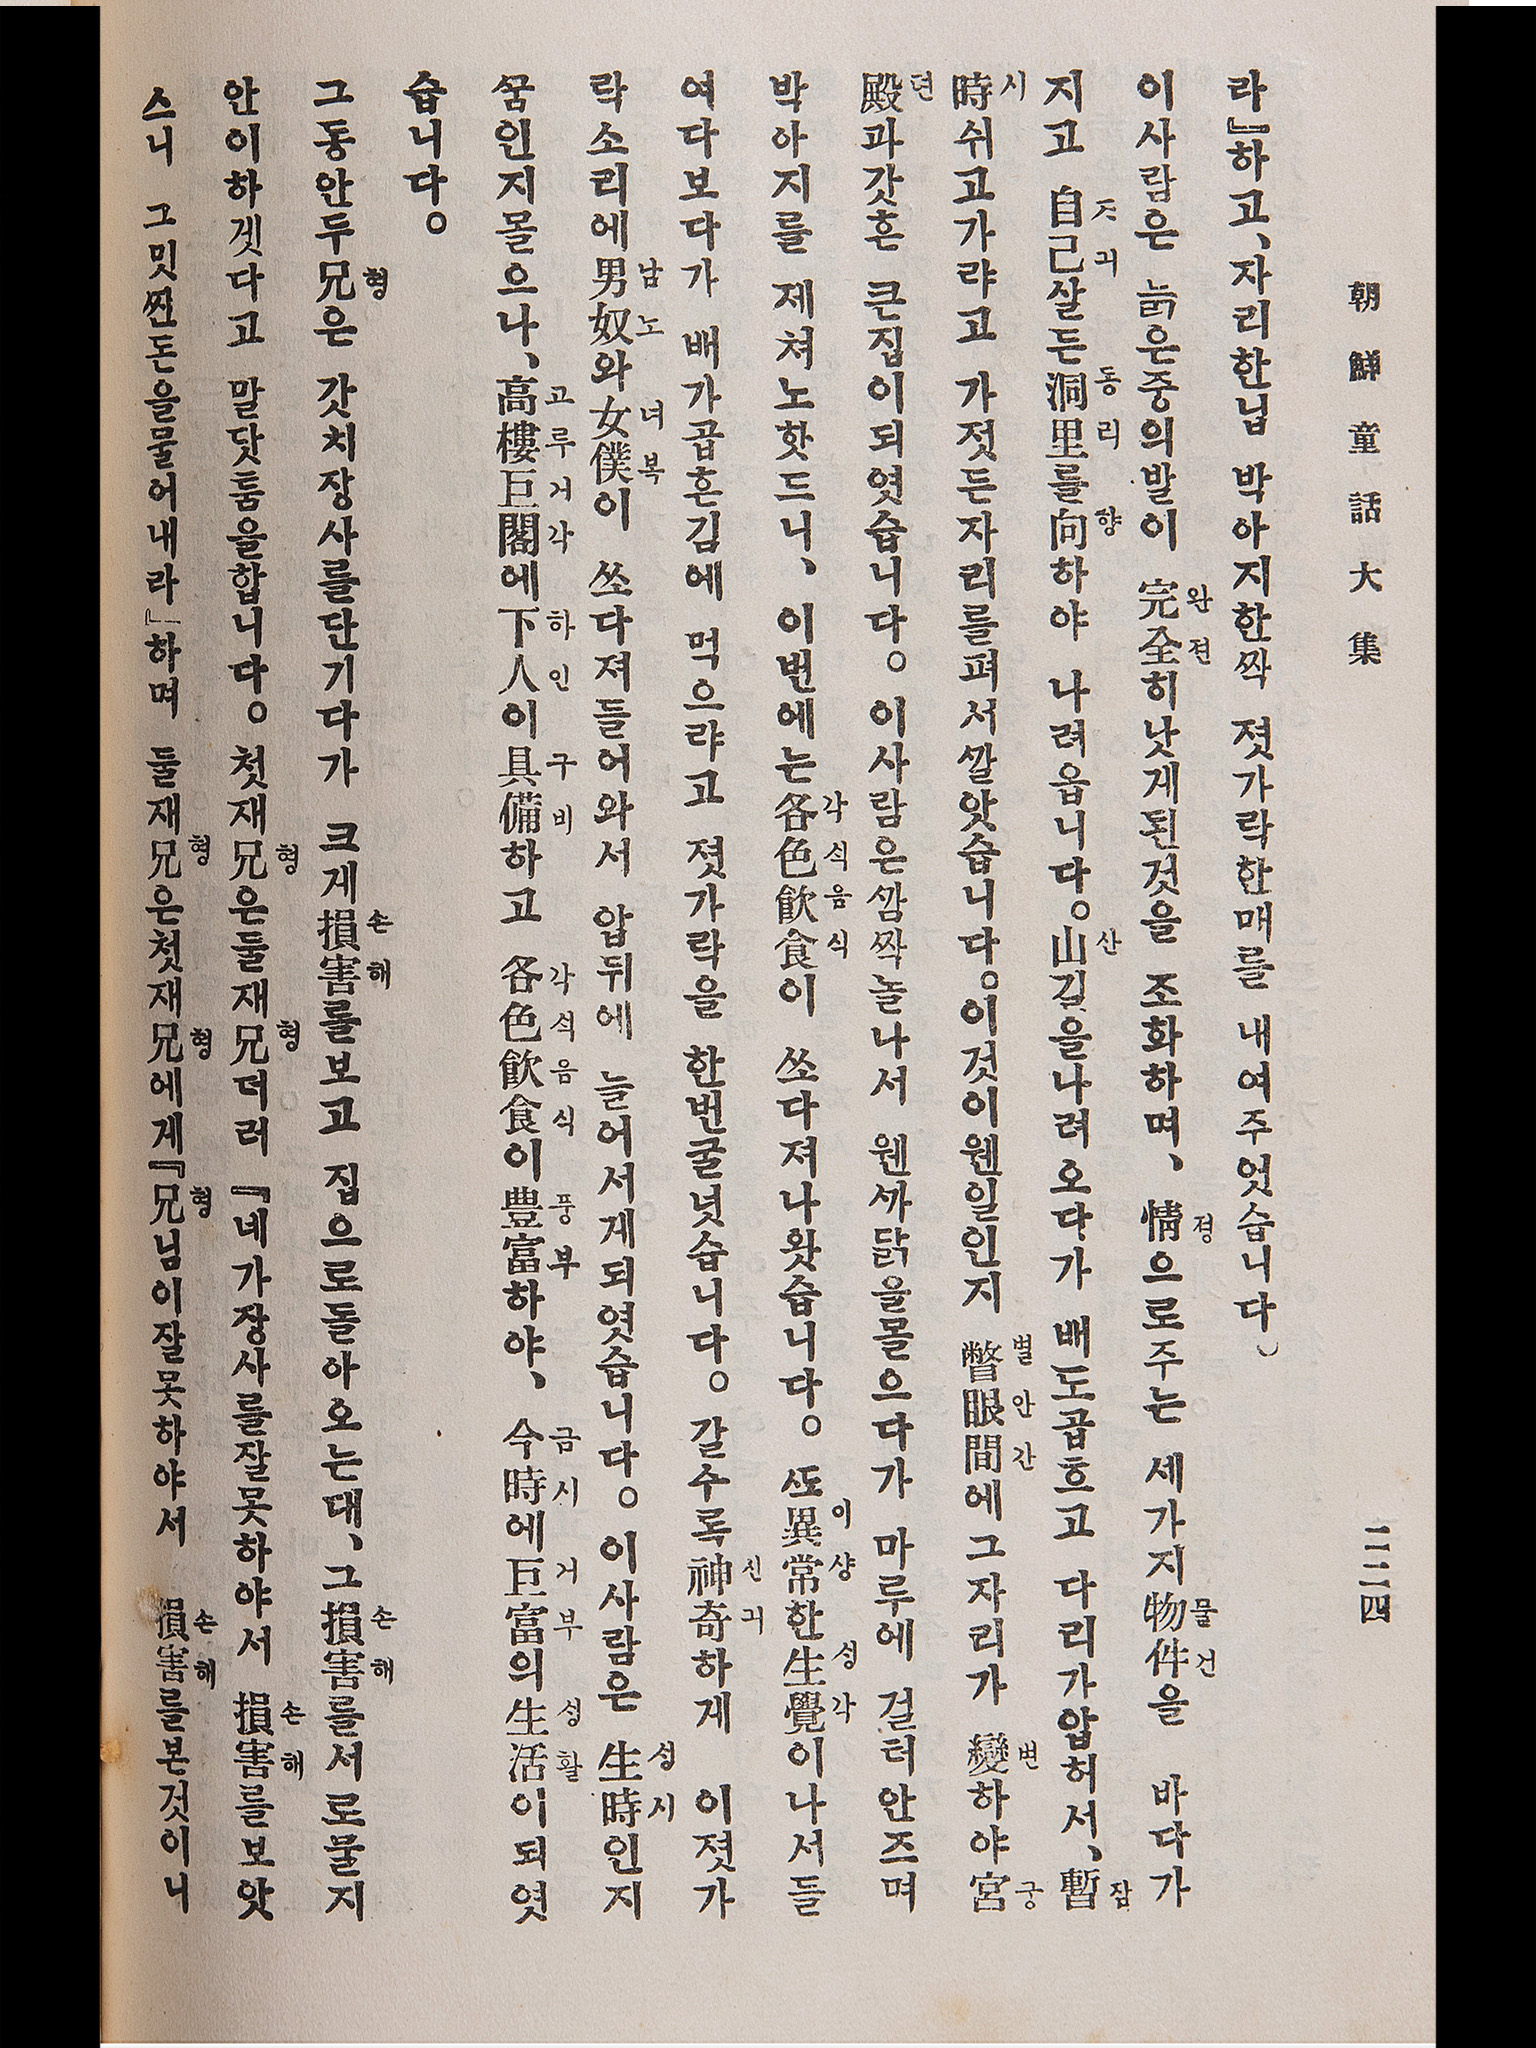 朝鮮童話大集
二二四
라』하고、자리한닙 박아지한짝 젓가락한매를 내여주엇습니다
이사람은 늙은중의발이 完全히낫게된것을 조화하며、情으로주는 세가지物件을 바다가
지고 自己살든洞里를向하야 나려옵니다。山길을나려오다가 배도곱흐고 다리가압허서、暫
時쉬고가랴고 가젓든자리를펴서ᄭᅡᆯ앗습니다。이것이웬일인지 瞥眼間에그자리가 變하야宮
殿과갓흔 큰집이되엿습니다。이사람은ᄭᅡᆷ짝놀나서 웬ᄭᅡ닭을몰으다가 마루에 걸터안즈며
박아지를 제쳐노핫드니、이번에는各色飮食이 ᄯᅩ다져나왓습니다。ᄯᅩ異常한生覺이나서들
여다보다가 배가곱흔김에 먹으랴고 젓가락을 한번굴넛습니다。갈수록神奇하게 이젓가
락소리에男奴와女僕이 ᄯᅩ다져들어와서 압뒤에 늘어서게되엿습니다。이사람은 生時인지
ᄭᅮᆷ인지몰으나、高樓巨閣에下人이具備하고 各色飮食이豊富하야、今時에巨富의生活이되엿
습니다。
그동안두兄은 갓치장사를단기다가 크게損害를보고 집으로돌아오는대、그損害를서로물지
안이하겟다고 말닷툼을합니다。첫재兄은둘재兄더러 『네가장사를잘못하야서 損害를보앗
스니 그밋찐돈을물어내라』하며 둘재兄은첫재兄에게『兄님이잘못하야서 損害를본것이니